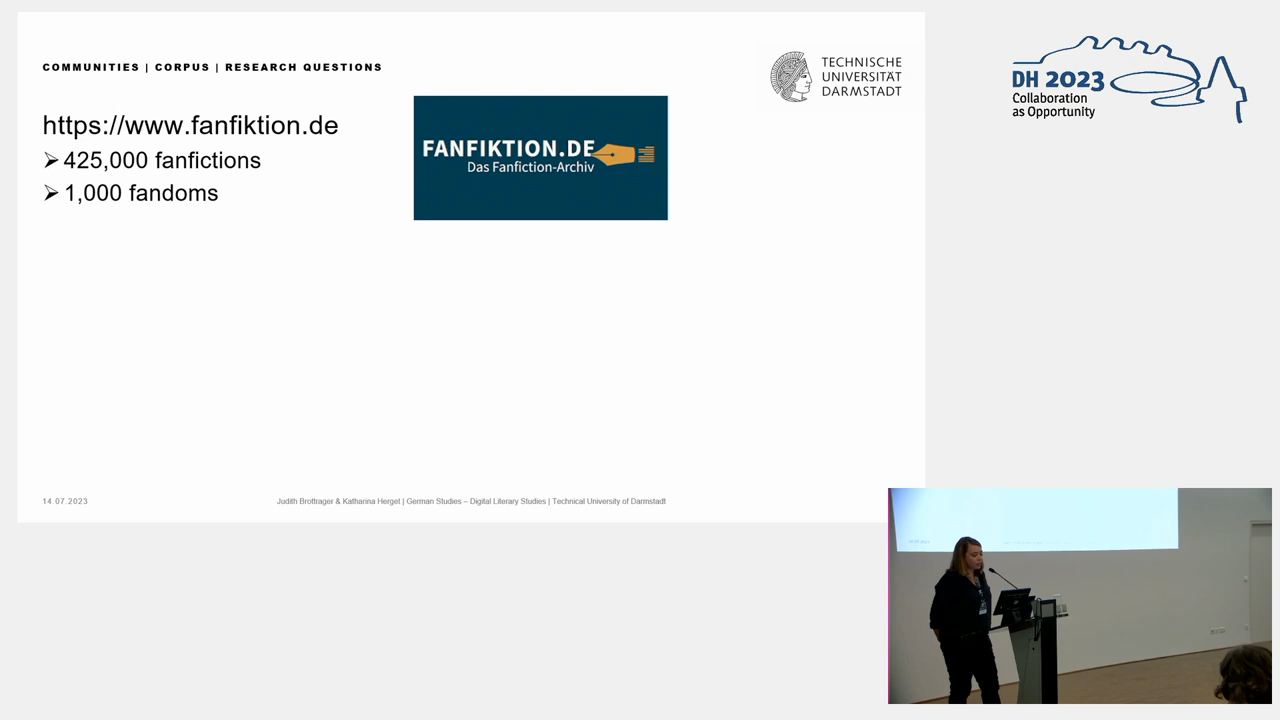 COMMUNITIES | CORPUS | RESEARCH QUESTIONS
TECHNISCHE
UNIVERSITÄT
DARMSTADT
https://www.fanfiktion.de
➢ 425,000 fanfictions
➢ 1,000 fandoms
FANFIKTION.DE
Das Fanfiction-Archiv
14.07.2023
Judith Brottrager & Katharina Herget | German Studies – Digital Literary Studies | Technical University of Darmstadt
DH 2023
Collaboration
as Opportunity